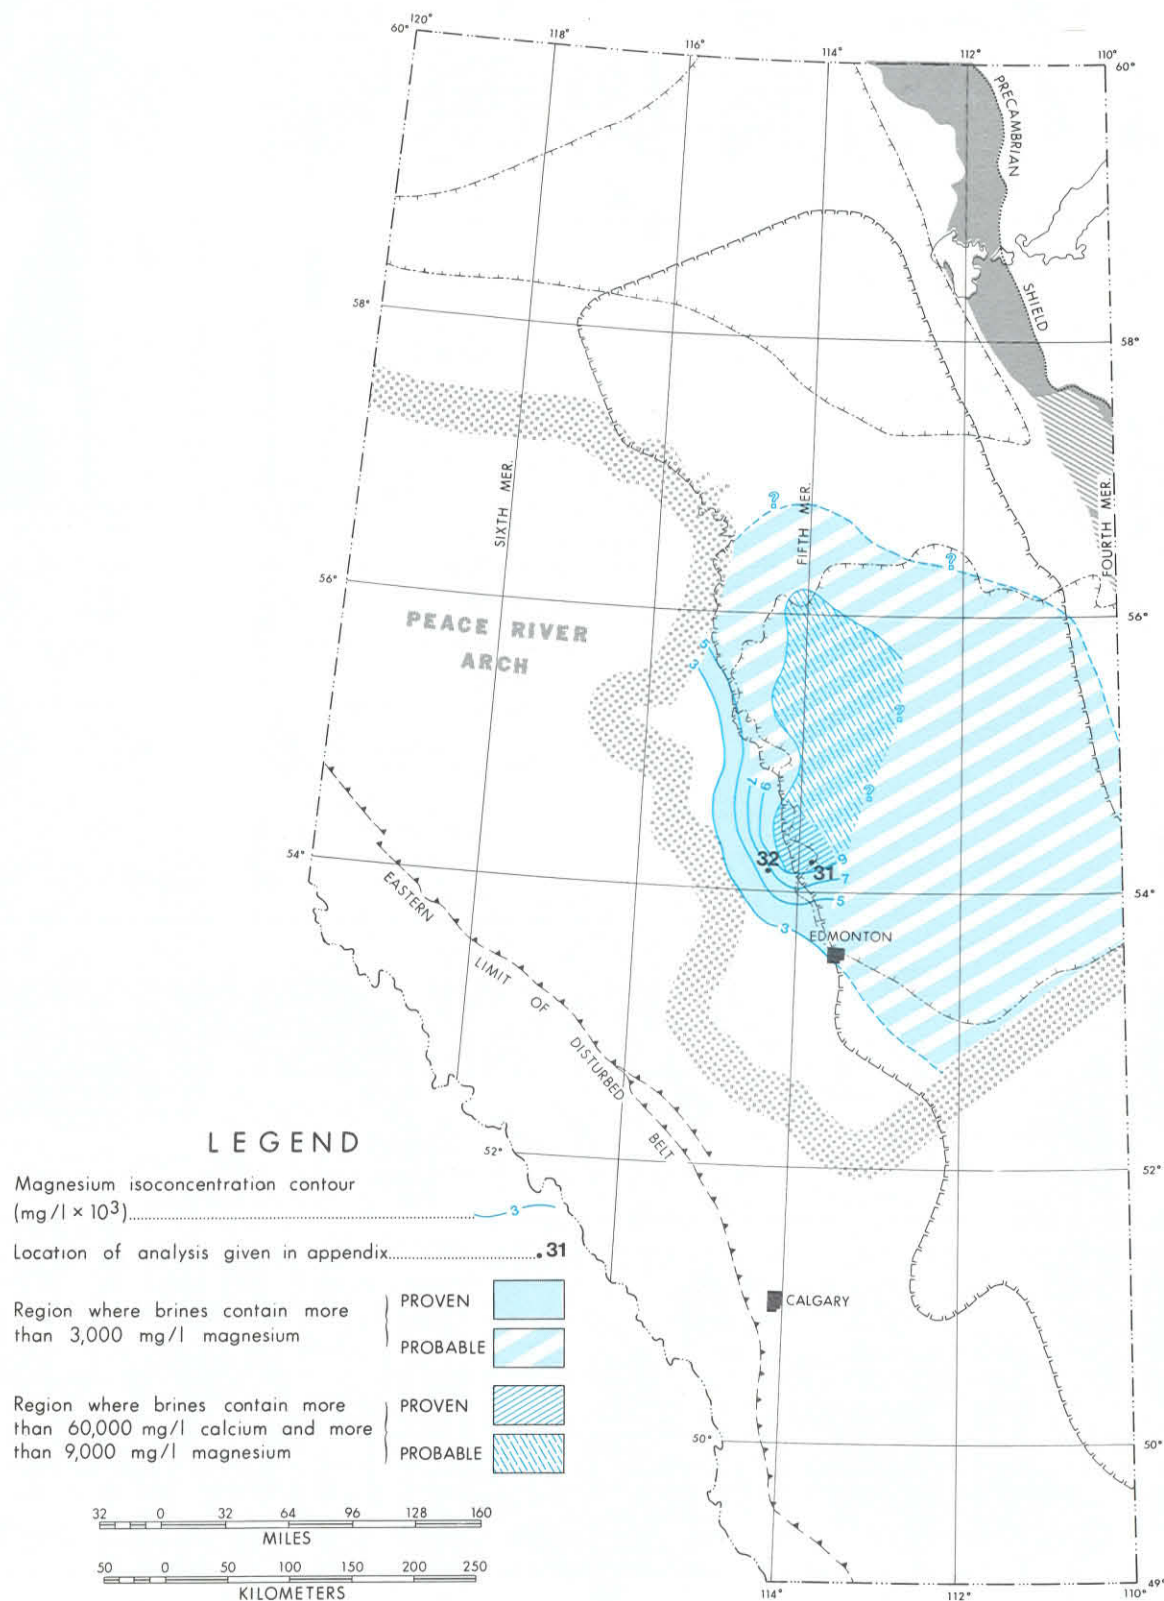 120°
60°
118°
116°
114°
112°
110°
60°
PRECAMBRIAN
SHIELD
58°
58°
SIXTH MER.
FIFTH MER.
FOURTH MER.
?
?
56°
56°
PEACE RIVER
ARCH
5
3
?
?
7
9
32
31
9
7
5
3
54°
54°
EDMONTON
EASTERN
LIMIT OF
DISTURBED
BELT
52°
52°
LEGEND
Magnesium isoconcentration contour
(mg/l × 10³)
3
Location of analysis given in appendix
.31
Region where brines contain more
than 3,000 mg/l magnesium
PROVEN
PROBABLE
CALGARY
Region where brines contain more
than 60,000 mg/l calcium and more
than 9,000 mg/l magnesium
PROVEN
PROBABLE
50°
50°
32 0 32 64 96 128 160
MILES
50 0 50 100 150 200 250
KILOMETERS
114°
112°
110°
49°